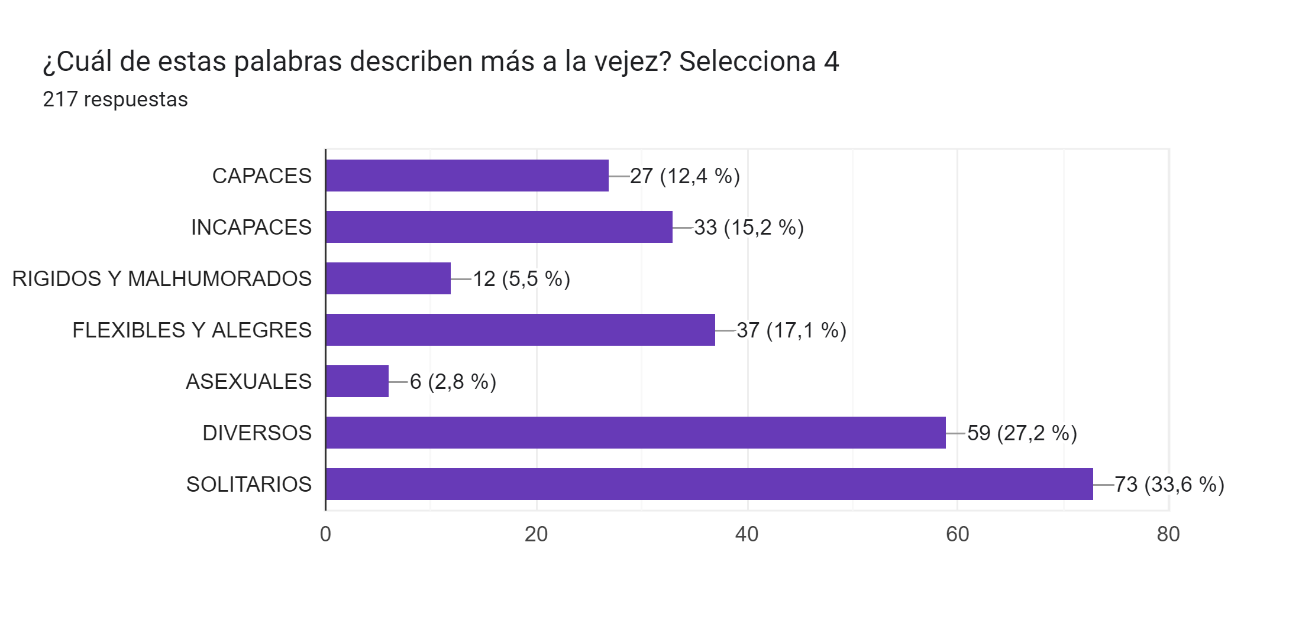 ¿Cuál de estas palabras describen más a la vejez? Selecciona 4
217 respuestas
CAPACES 27 (12,4 %)
INCAPACES 33 (15,2 %)
RIGIDOS Y MALHUMORADOS 12 (5,5 %)
FLEXIBLES Y ALEGRES 37 (17,1 %)
ASEXUALES 6 (2,8 %)
DIVERSOS 59 (27,2 %)
SOLITARIOS 73 (33,6 %)
0 20 40 60 80